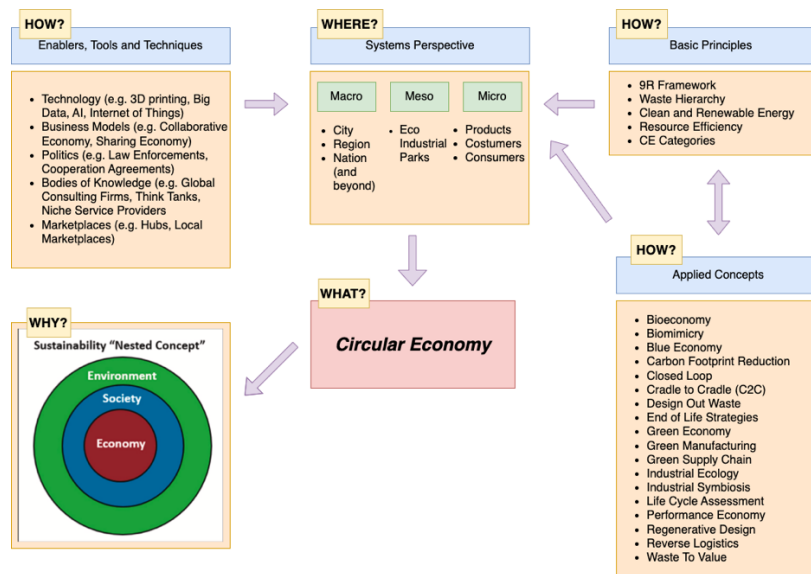 HOW?
Enablers, Tools and Techniques
• Technology (e.g. 3D printing, Big
Data, AI, Internet of Things)
• Business Models (e.g. Collaborative
Economy, Sharing Economy)
• Politics (e.g. Law Enforcements,
Cooperation Agreements)
• Bodies of Knowledge (e.g. Global
Consulting Firms, Think Tanks,
Niche Service Providers
• Marketplaces (e.g. Hubs, Local
Marketplaces)
WHERE?
Systems Perspective
Macro
• City
• Region
• Nation
(and
beyond)
Meso
• Eco
Industrial
Parks
Micro
• Products
• Costumers
• Consumers
HOW?
Basic Principles
• 9R Framework
• Waste Hierarchy
• Clean and Renewable Energy
• Resource Efficiency
• CE Categories
HOW?
Applied Concepts
• Bioeconomy
• Biomimicry
• Blue Economy
• Carbon Footprint Reduction
• Closed Loop
• Cradle to Cradle (C2C)
• Design Out Waste
• End of Life Strategies
• Green Economy
• Green Manufacturing
• Green Supply Chain
• Industrial Ecology
• Industrial Symbiosis
• Life Cycle Assessment
• Performance Economy
• Regenerative Design
• Reverse Logistics
• Waste To Value
WHAT?
Circular Economy
WHY?
Sustainability “Nested Concept”
Environment
Society
Economy